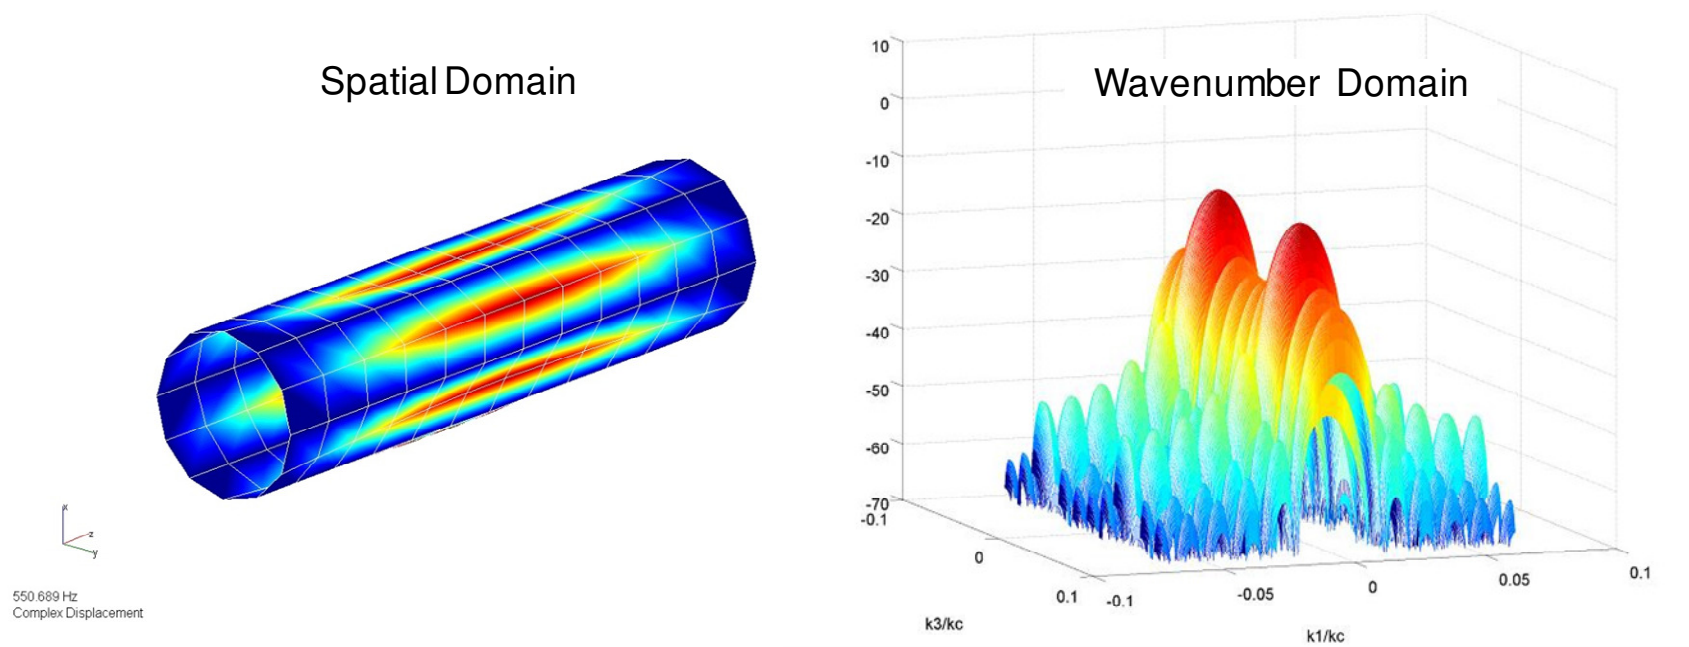 Spatial Domain
Wavenumber Domain
10
0
-10
-20
-30
-40
-50
-60
-70
-0.1
0
0.1
-0.1
-0.05
0
0.05
0.1
k3/kc
k1/kc
x
z
y
550.689 Hz
Complex Displacement